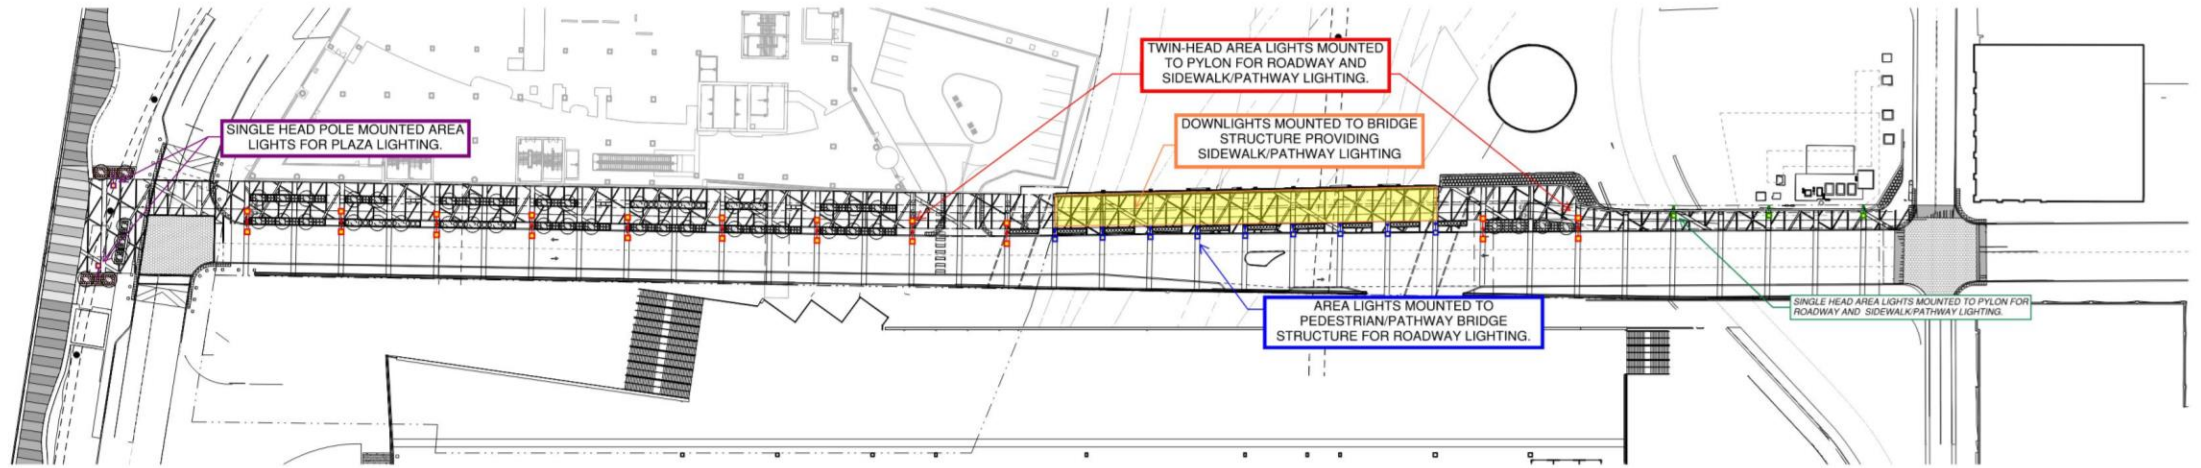 TWIN-HEAD AREA LIGHTS MOUNTED
TO PYLON FOR ROADWAY AND
SIDEWALK/PATHWAY LIGHTING.
SINGLE HEAD POLE MOUNTED AREA
LIGHTS FOR PLAZA LIGHTING.
DOWNLIGHTS MOUNTED TO BRIDGE
STRUCTURE PROVIDING
SIDEWALK/PATHWAY LIGHTING
AREA LIGHTS MOUNTED TO
PEDESTRIAN/PATHWAY BRIDGE
STRUCTURE FOR ROADWAY LIGHTING.
SINGLE HEAD AREA LIGHTS MOUNTED TO PYLON FOR
ROADWAY AND SIDEWALK/PATHWAY LIGHTING.